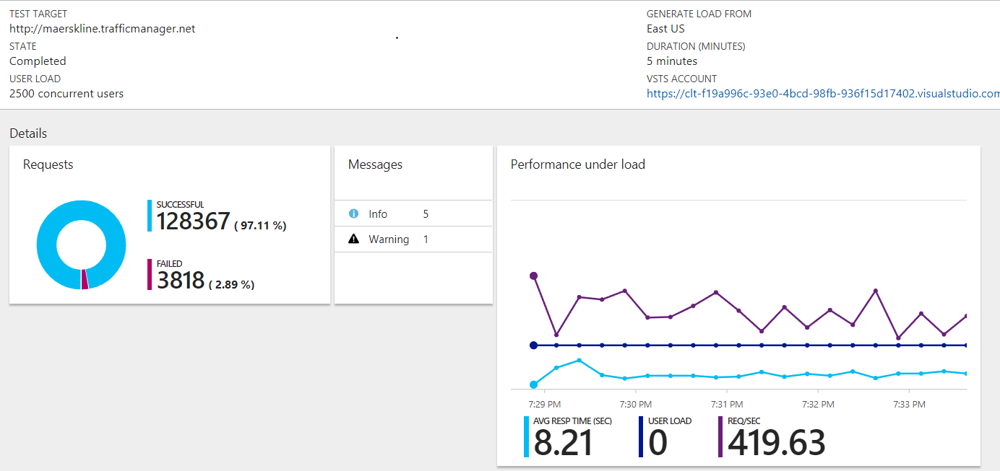 TEST TARGET
http://maerskline.trafficmanager.net
STATE
Completed
USER LOAD
2500 concurrent users
GENERATE LOAD FROM
East US
DURATION (MINUTES)
5 minutes
VSTS ACCOUNT
https://clt-f19a996c-93e0-4bcd-98fb-936f15d17402.visualstudio.com
Details
Requests
SUCCESSFUL
128367 ( 97.11 %)
FAILED
3818 ( 2.89 %)
Messages
Info 5
Warning 1
Performance under load
7:29 PM 7:30 PM 7:31 PM 7:32 PM 7:33 PM
AVG RESP TIME (SEC) USER LOAD REQ/SEC
8.21 0 419.63